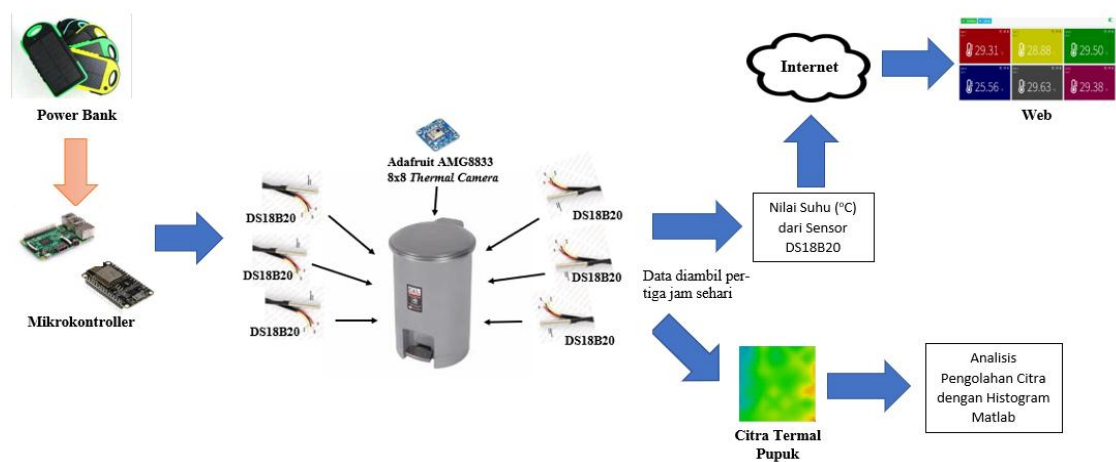 Power Bank
Mikrokontroller
Adafruit AMG8833
8x8 Thermal Camera
DS18B20
DS18B20
DS18B20
DS18B20
DS18B20
DS18B20
Data diambil per-
tiga jam sehari
Nilai Suhu (°C)
dari Sensor
DS18B20
Internet
29.31
28.88
29.50
25.56
29.63
29.38
Web
Citra Termal
Pupuk
Analisis
Pengolahan Citra
dengan Histogram
Matlab